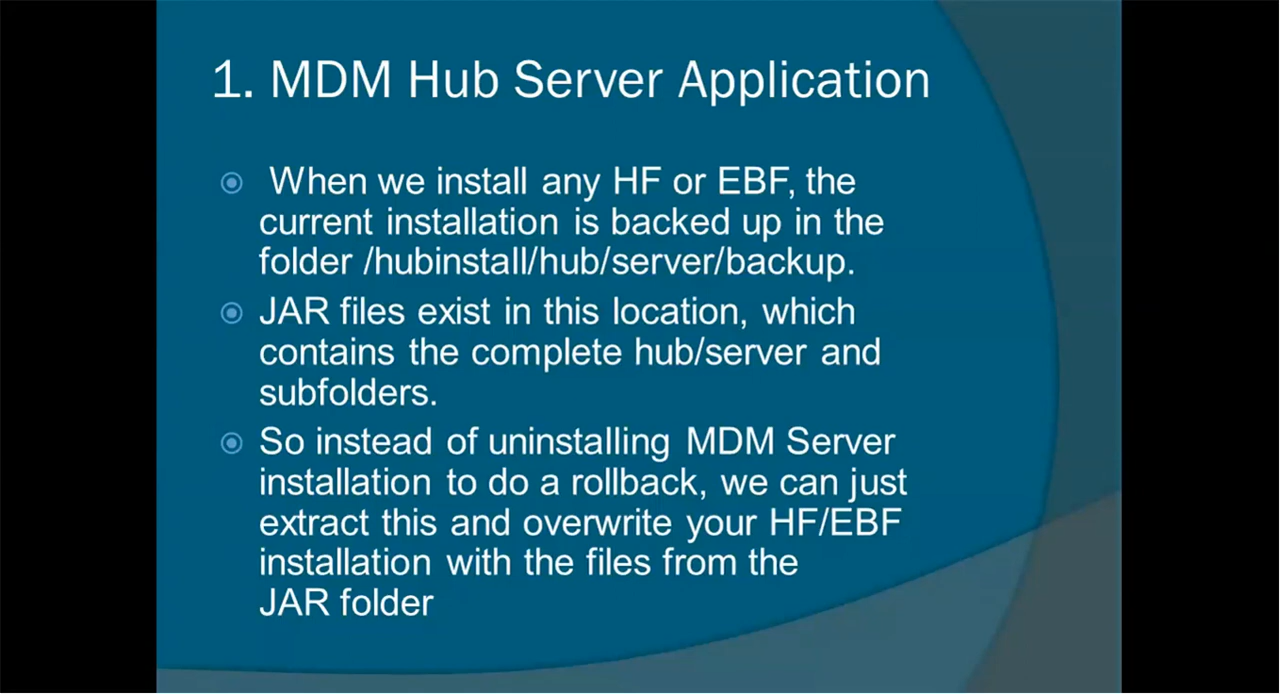 1. MDM Hub Server Application
When we install any HF or EBF, the
current installation is backed up in the
folder /hubinstall/hub/server/backup.
JAR files exist in this location, which
contains the complete hub/server and
subfolders.
So instead of uninstalling MDM Server
installation to do a rollback, we can just
extract this and overwrite your HF/EBF
installation with the files from the
JAR folder